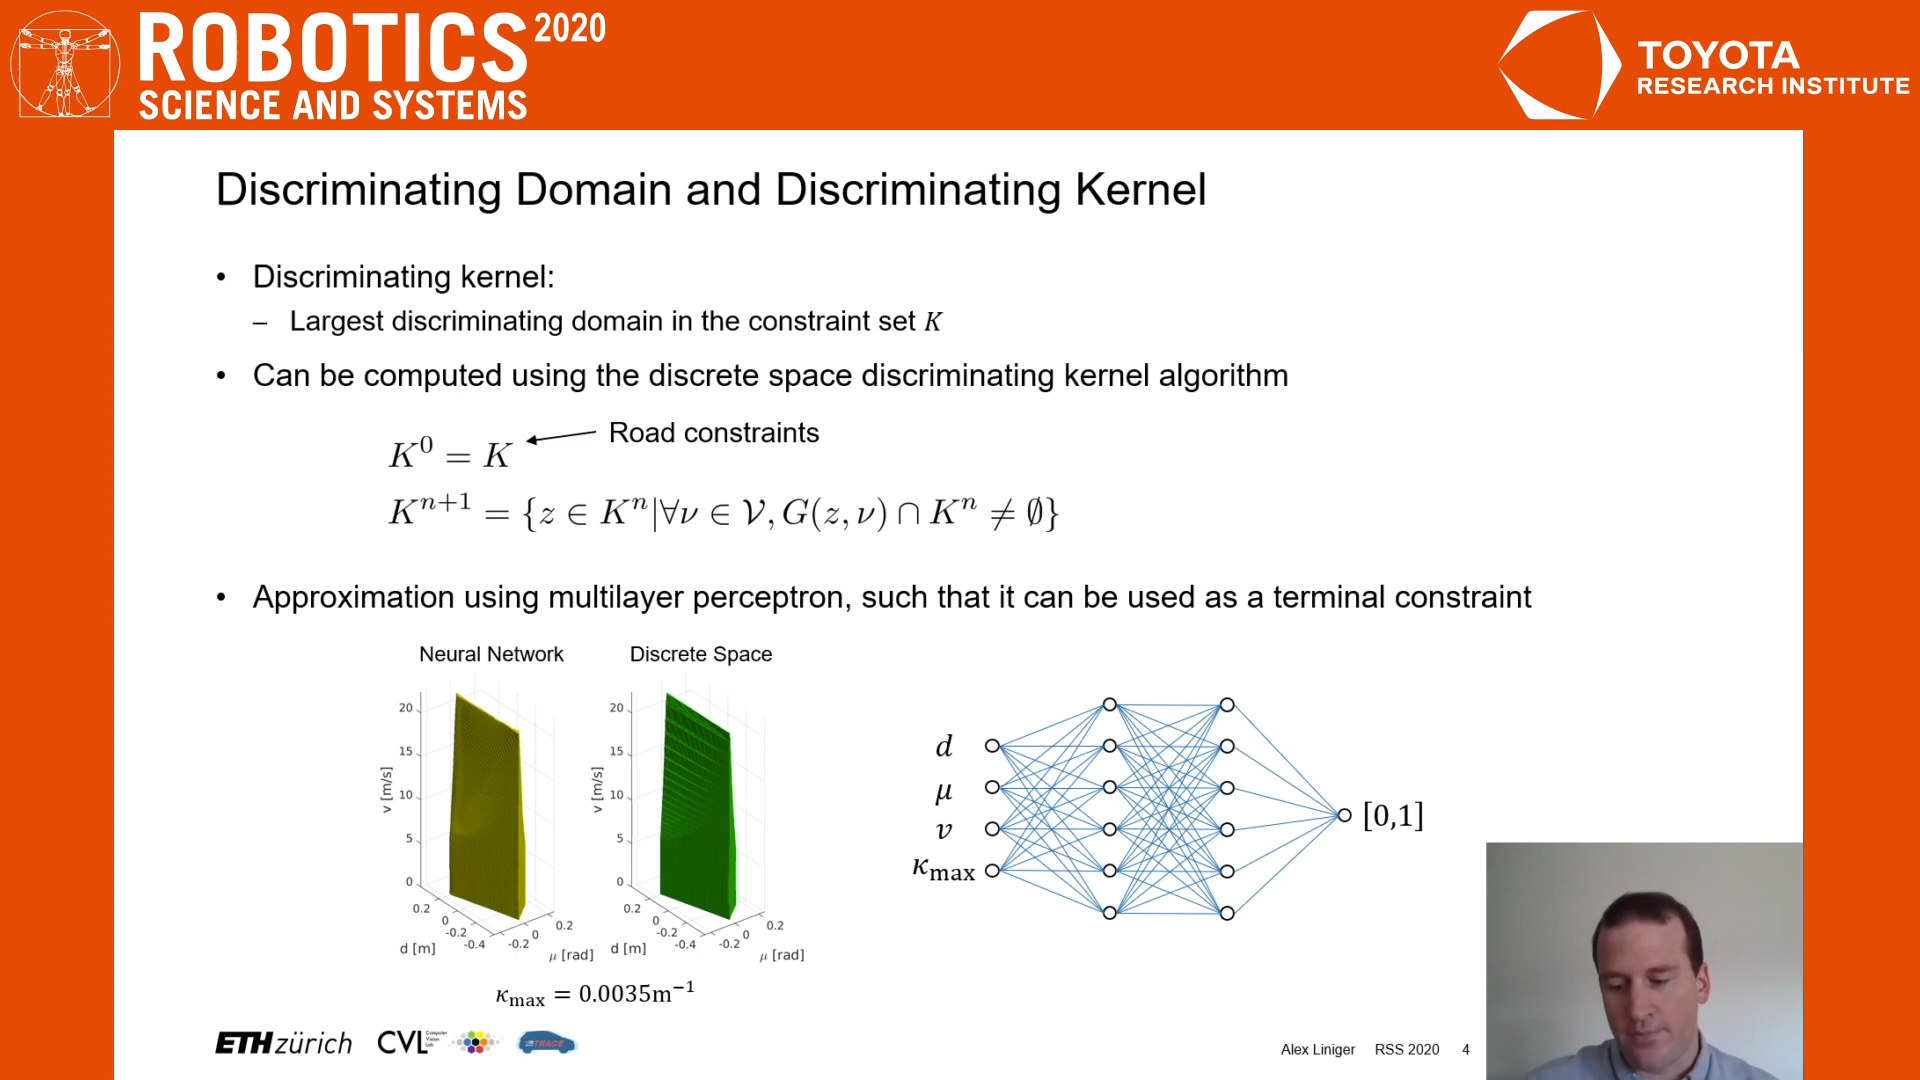 ROBOTICS 2020
SCIENCE AND SYSTEMS
TOYOTA
RESEARCH INSTITUTE
Discriminating Domain and Discriminating Kernel
• Discriminating kernel:
– Largest discriminating domain in the constraint set K
• Can be computed using the discrete space discriminating kernel algorithm
K⁰ = K
Road constraints
Kⁿ⁺¹ = {z ∈ Kⁿ|∀ν ∈ 𝒱, G(z, ν) ∩ Kⁿ ≠ ∅}
• Approximation using multilayer perceptron, such that it can be used as a terminal constraint
Neural Network
Discrete Space
20
15
10
5
0
v [m/s]
0.2
0
-0.2
-0.4
d [m]
-0.2
0
0.2
μ [rad]
20
15
10
5
0
v [m/s]
0.2
0
-0.2
-0.4
d [m]
-0.2
0
0.2
μ [rad]
κmax = 0.0035m⁻¹
d
μ
v
κmax
[0,1]
ETH zürich
CVL Computer Vision Lab
TRACE
Alex Liniger RSS 2020 4